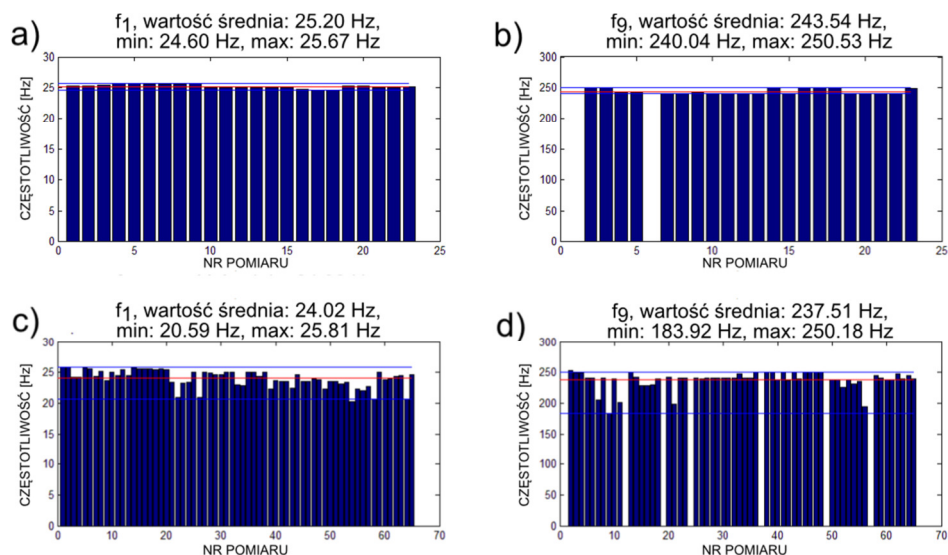 a)
f1, wartość średnia: 25.20 Hz,
min: 24.60 Hz, max: 25.67 Hz
CZĘSTOTLIWOŚĆ [Hz]
30
25
20
15
10
5
0
0 5 10 15 20 25
NR POMIARU
b)
f9, wartość średnia: 243.54 Hz,
min: 240.04 Hz, max: 250.53 Hz
CZĘSTOTLIWOŚĆ [Hz]
300
250
200
250
100
50
0
0 5 10 15 20 25
NR POMIARU
c)
f1, wartość średnia: 24.02 Hz,
min: 20.59 Hz, max: 25.81 Hz
CZĘSTOTLIWOŚĆ [Hz]
30
25
20
15
10
5
0
0 10 20 30 40 50 60 70
NR POMIARU
d)
f9, wartość średnia: 237.51 Hz,
min: 183.92 Hz, max: 250.18 Hz
CZĘSTOTLIWOŚĆ [Hz]
300
250
200
150
100
50
0
0 10 20 30 40 50 60 70
NR POMIARU